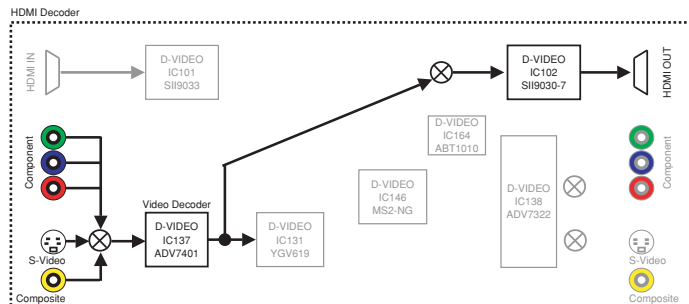 HDMI Decoder
HDMI IN
D-VIDEO
IC101
SII9033
D-VIDEO
IC102
SII9030-7
HDMI OUT
Component
D-VIDEO
IC164
ABT1010
D-VIDEO
IC146
MS2-NG
D-VIDEO
IC138
ADV7322
Component
Video Decoder
D-VIDEO
IC137
ADV7401
D-VIDEO
IC131
YGV619
S-Video
Composite
S-Video
Composite